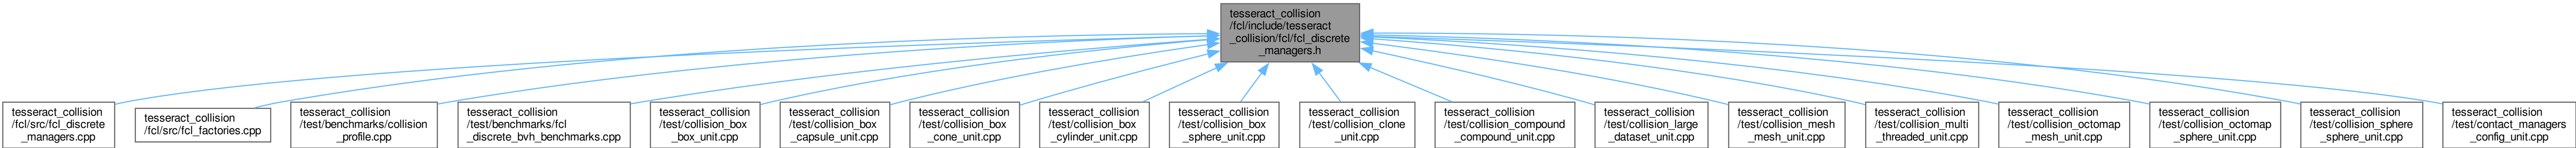 tesseract_collision
/fcl/include/tesseract
_collision/fcl/fcl_discrete
_managers.h
tesseract_collision
/fcl/src/fcl_discrete
_managers.cpp
tesseract_collision
/fcl/src/fcl_factories.cpp
tesseract_collision
/test/benchmarks/collision
_profile.cpp
tesseract_collision
/test/benchmarks/fcl
_discrete_bvh_benchmarks.cpp
tesseract_collision
/test/collision_box
_box_unit.cpp
tesseract_collision
/test/collision_box
_capsule_unit.cpp
tesseract_collision
/test/collision_box
_cone_unit.cpp
tesseract_collision
/test/collision_box
_cylinder_unit.cpp
tesseract_collision
/test/collision_box
_sphere_unit.cpp
tesseract_collision
/test/collision_clone
_unit.cpp
tesseract_collision
/test/collision_compound
_compound_unit.cpp
tesseract_collision
/test/collision_large
_dataset_unit.cpp
tesseract_collision
/test/collision_mesh
_mesh_unit.cpp
tesseract_collision
/test/collision_multi
_threaded_unit.cpp
tesseract_collision
/test/collision_octomap
_mesh_unit.cpp
tesseract_collision
/test/collision_octomap
_sphere_unit.cpp
tesseract_collision
/test/collision_sphere
_sphere_unit.cpp
tesseract_collision
/test/contact_managers
_config_unit.cpp